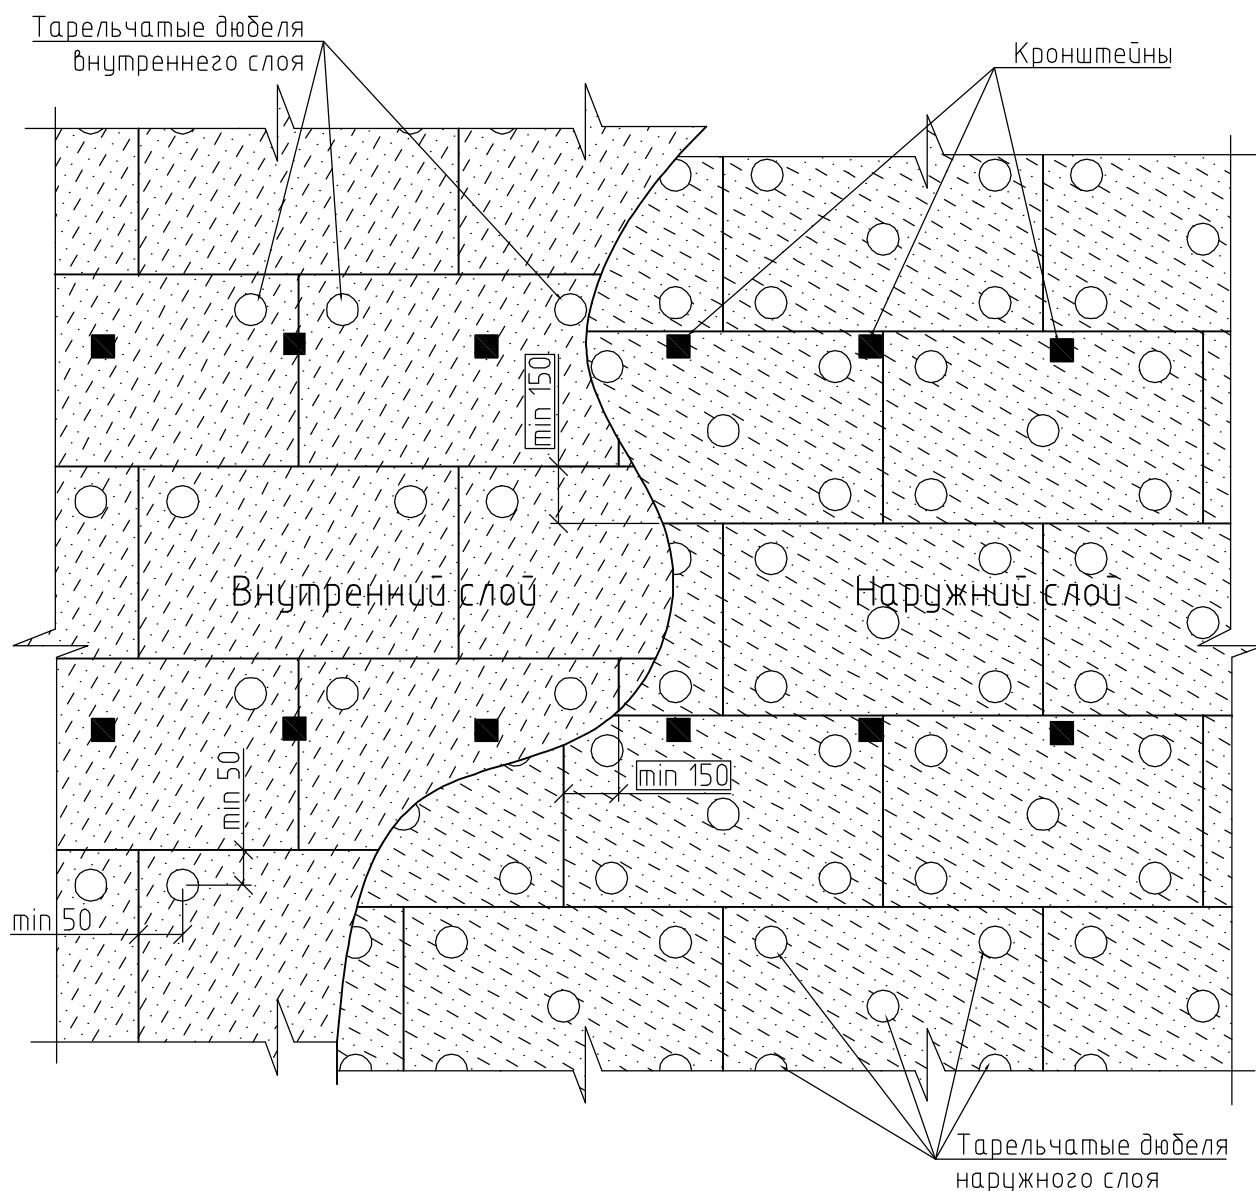 Тарельчатые дюбеля
внутреннего слоя
Кронштейны
min 150
Внутренний слой
Наружний слой
min 50
min 150
min 50
Тарельчатые дюбеля
наружного слоя